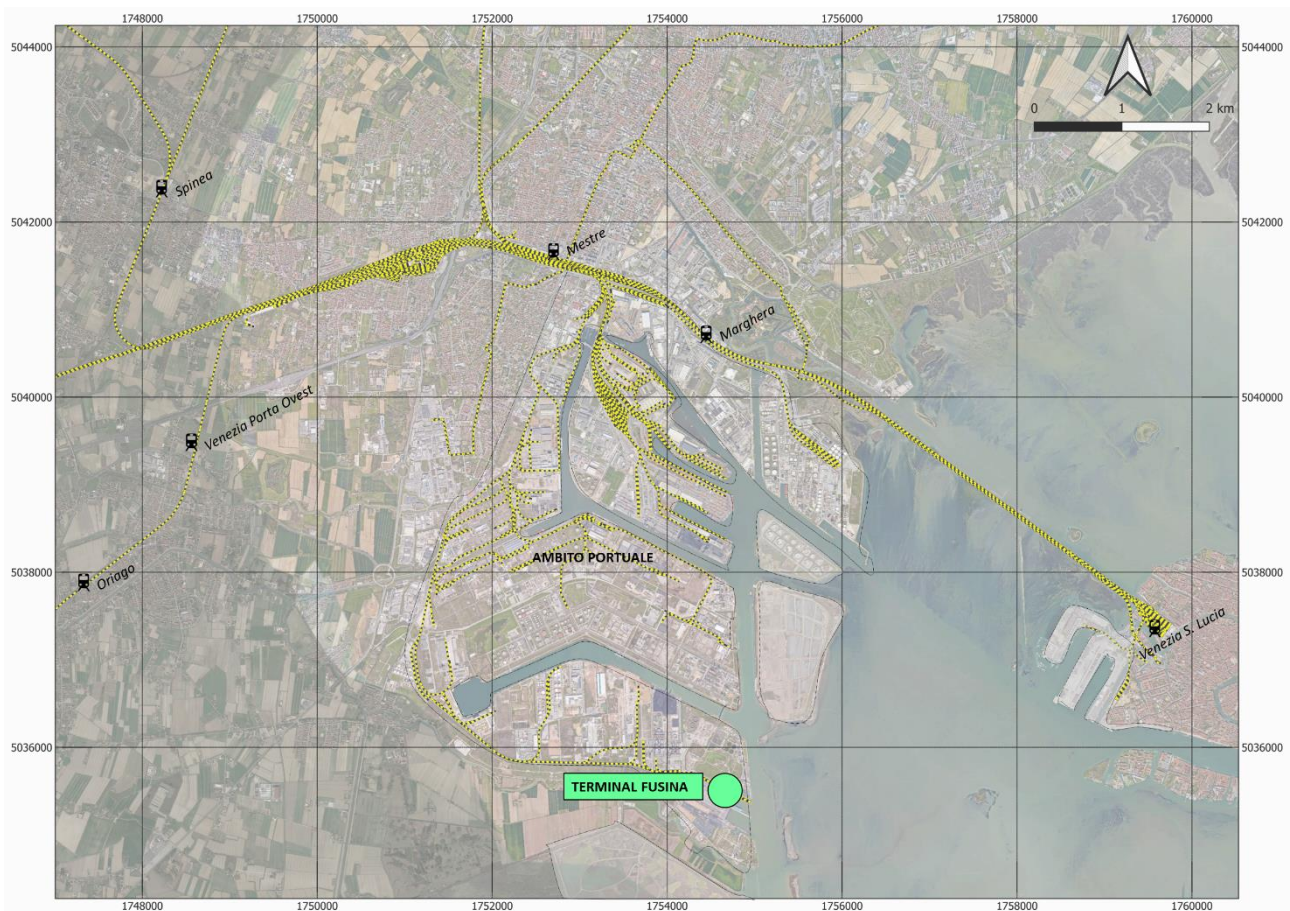 1748000 1750000 1752000 1754000 1756000 1758000 1760000
5044000 5044000
0 1 2 km
Spinea
5042000 5042000
Mestre
Marghera
5040000 5040000
Venezia Porta Ovest
AMBITO PORTUALE
5038000 5038000
Oriago
Venezia S. Lucia
5036000 5036000
TERMINAL FUSINA
1748000 1750000 1752000 1754000 1756000 1758000 1760000